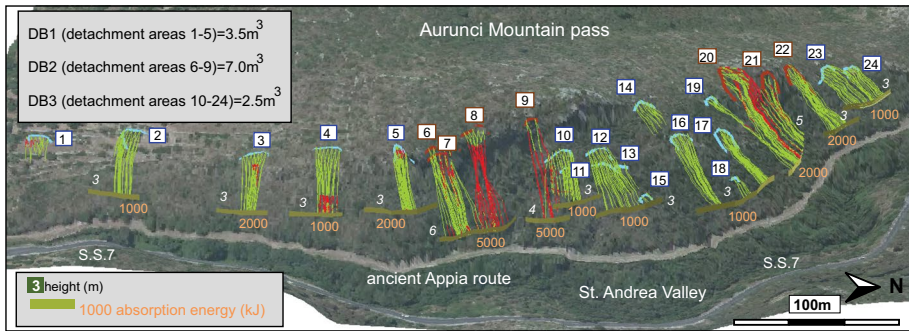 DB1 (detachment areas 1-5)=3.5m³
DB2 (detachment areas 6-9)=7.0m³
DB3 (detachment areas 10-24)=2.5m³
Aurunci Mountain pass
1 2 3 4 5 6 7 8 9 10 11 12 13 14 15 16 17 18 19 20 21 22 23 24
3 3 3 3 6 4 3 3 3 5 3 3
1000 2000 1000 2000 5000 5000 1000 1000 1000 2000 2000 1000
S.S.7
ancient Appia route
St. Andrea Valley
S.S.7
3 height (m)
1000 absorption energy (kJ)
N
100m